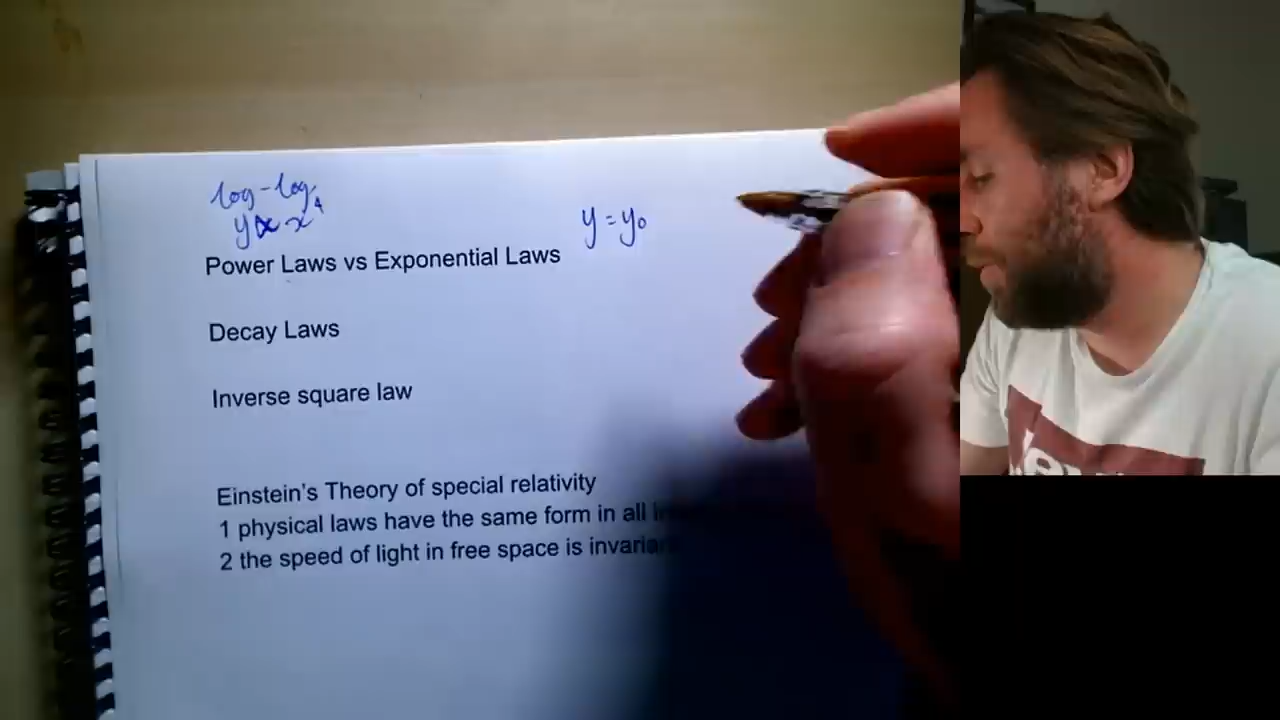 log-log
y ∝ x⁴
y = y₀
Power Laws vs Exponential Laws
Decay Laws
Inverse square law
Einstein's Theory of special relativity
1 physical laws have the same form in all
2 the speed of light in free space is invariant